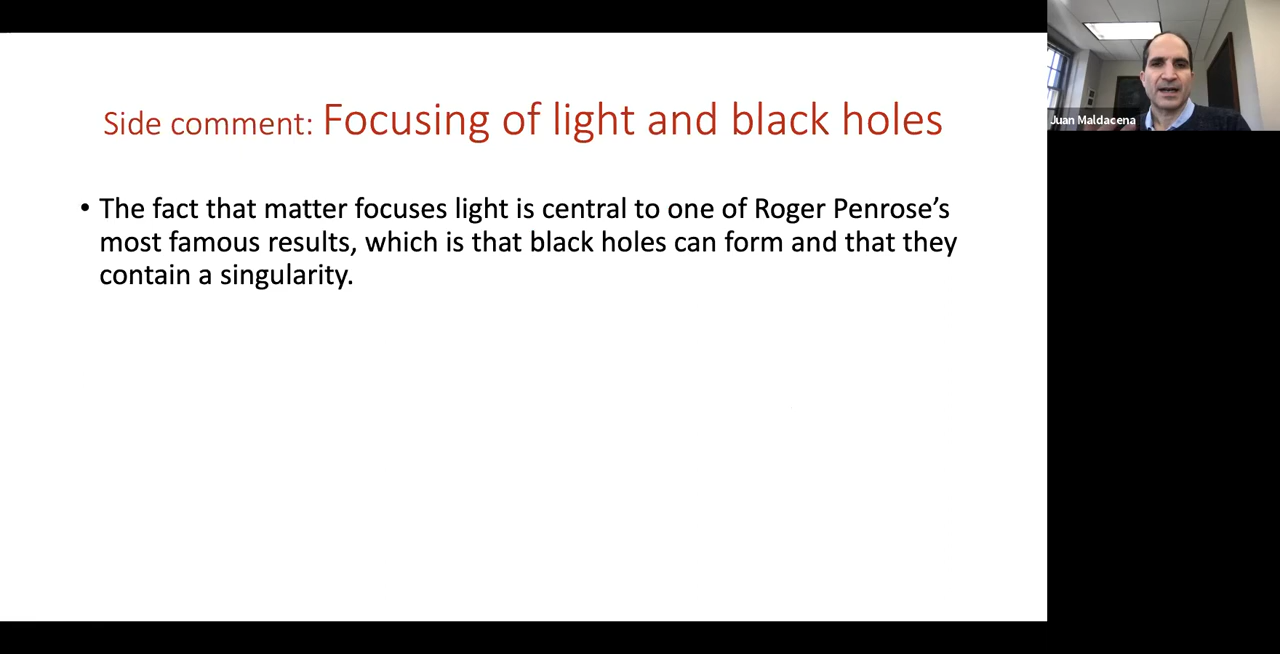 Side comment: Focusing of light and black holes
• The fact that matter focuses light is central to one of Roger Penrose’s
most famous results, which is that black holes can form and that they
contain a singularity.
Juan Maldacena